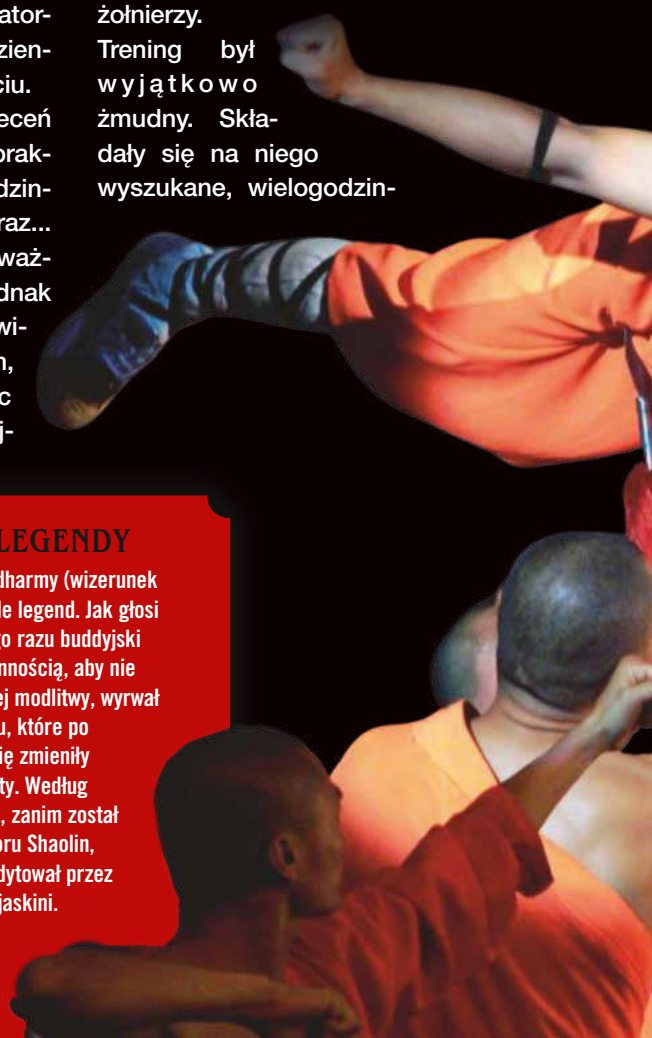 ator-
zien-
ciu.
eceń
prak-
dzin-
raz...
waż-
dnak
wi-
n,
c
j-
żołnierzy.
Trening był
wyjątkowo
żmudny. Skła-
dały się na niego
wyszukane, wielogodzin-
LEGENDY
dharmy (wizerunek
le legend. Jak głosi
go razu buddyjski
nnością, aby nie
ej modlitwy, wyrwał
u, które po
ię zmieniły
ty. Według
, zanim został
oru Shaolin,
dytował przez
jaskini.